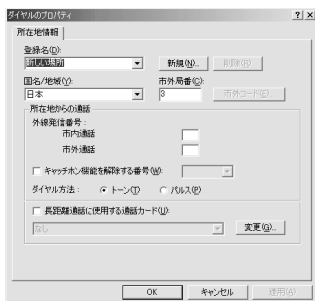 ダイヤルのプロパティ
所在地情報
登録名(D):
新しい場所
新規(N)... 削除(R)
国名/地域(Y): 市外局番(C):
日本 3 市外コード(E)...
所在地からの通話
外線発信番号:
市内通話
市外通話
キャッチホン機能を解除する番号(W):
ダイヤル方法: トーン(T) パルス(P)
長距離通話に使用する通話カード(U):
なし 変更(G)...
OK キャンセル 適用(A)